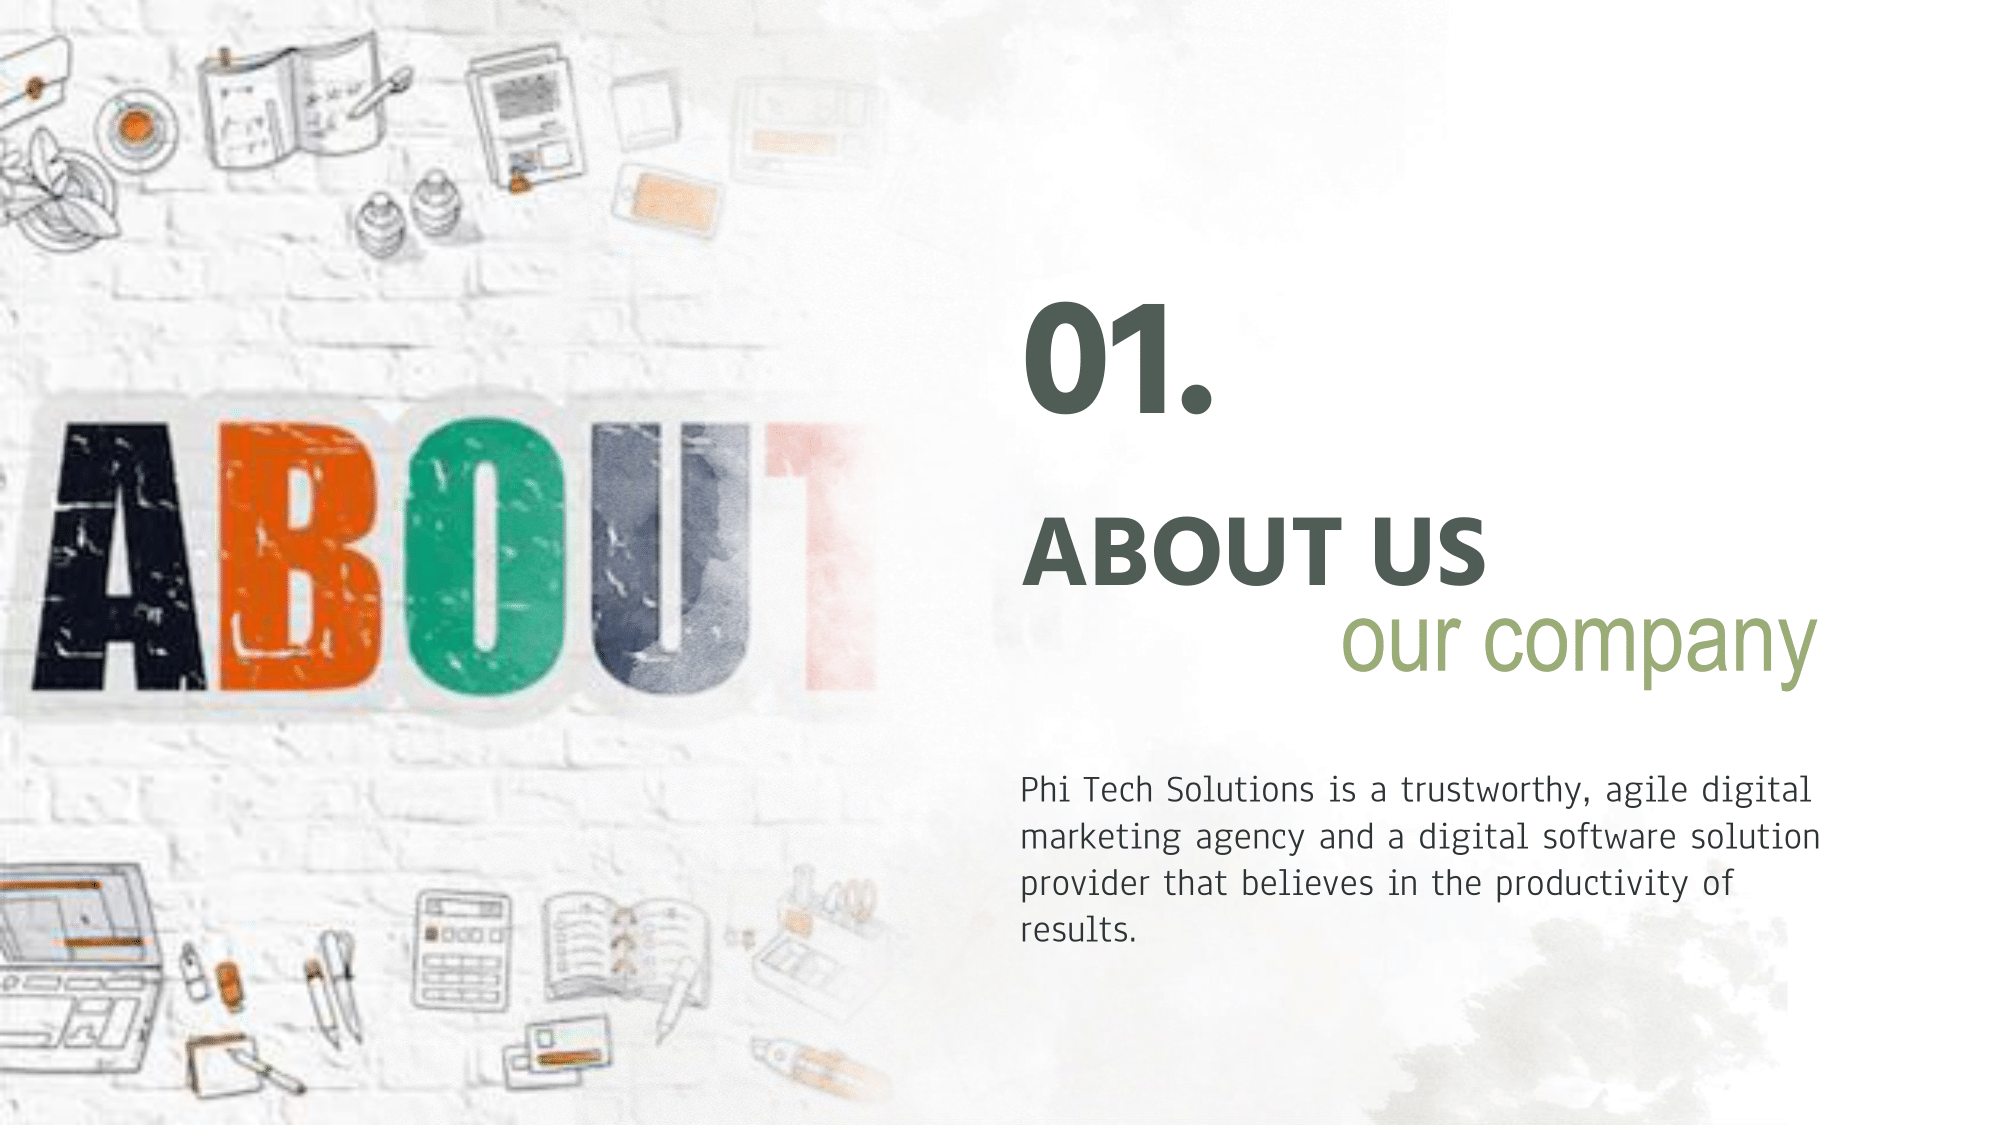 ABOUT
01.
ABOUT US
our company
Phi Tech Solutions is a trustworthy, agile digital
marketing agency and a digital software solution
provider that believes in the productivity of
results.